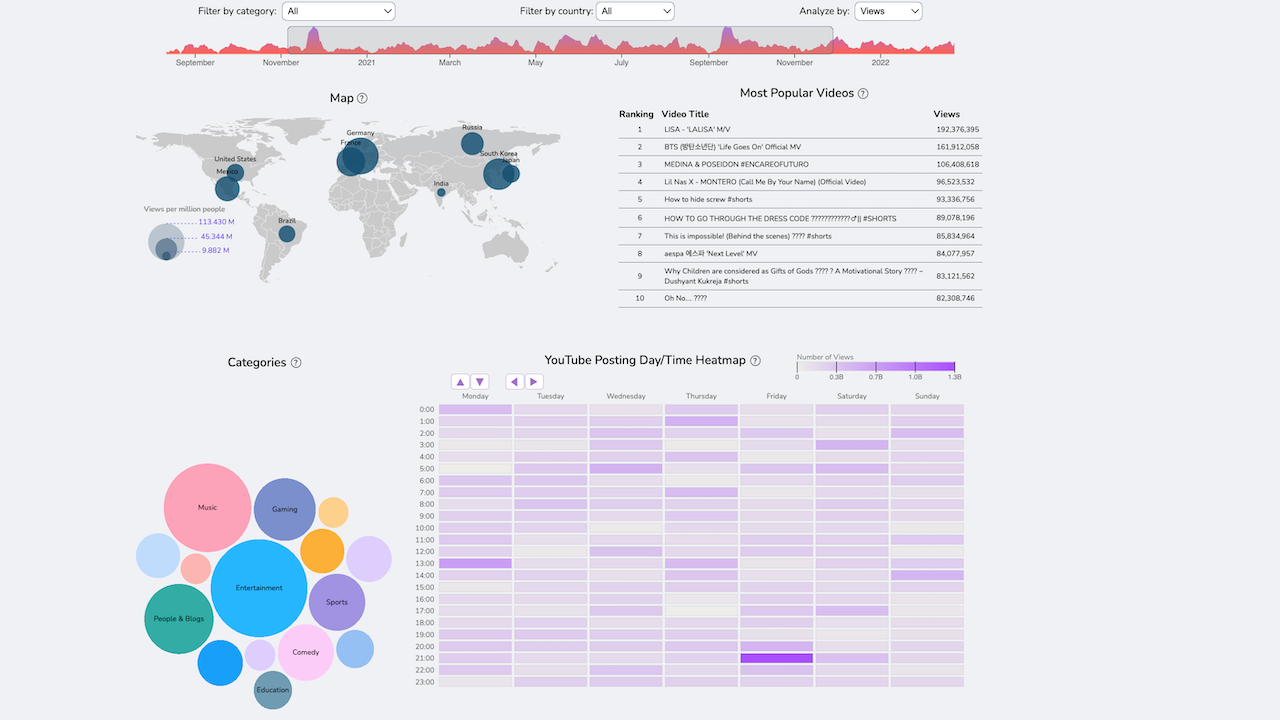 Filter by category: All Filter by country: All Analyze by: Views
September November 2021 March May July September November 2022
Map ?
Germany
France
Russia
South Korea
Japan
United States
Mexico
India
Brazil
Views per million people
113.430 M
45.344 M
9.882 M
Most Popular Videos ?
Ranking Video Title Views
1 LISA - 'LALISA' M/V 192,376,395
2 BTS (방탄소년단) 'Life Goes On' Official MV 161,912,058
3 MEDINA & POSEIDON #ENCAREOFUTURO 106,408,618
4 Lil Nas X - MONTERO (Call Me By Your Name) (Official Video) 96,523,532
5 How to hide screw #shorts 93,336,756
6 HOW TO GO THROUGH THE DRESS CODE ????????????‍♂️|| #SHORTS 89,078,196
7 This is impossible! (Behind the scenes) ???? #shorts 85,834,964
8 aespa 에스파 'Next Level' MV 84,077,957
9 Why Children are considered as Gifts of Gods ???? ? A Motivational Story ???? – 83,121,562
Dushyant Kukreja #shorts
10 Oh No.... ???? 82,308,746
Categories ?
Music
Gaming
Entertainment
Sports
People & Blogs
Comedy
Education
YouTube Posting Day/Time Heatmap ?
Number of Views
0 0.3B 0.7B 1.0B 1.3B
▲ ▼ ◀ ▶
Monday Tuesday Wednesday Thursday Friday Saturday Sunday
0:00
1:00
2:00
3:00
4:00
5:00
6:00
7:00
8:00
9:00
10:00
11:00
12:00
13:00
14:00
15:00
16:00
17:00
18:00
19:00
20:00
21:00
22:00
23:00